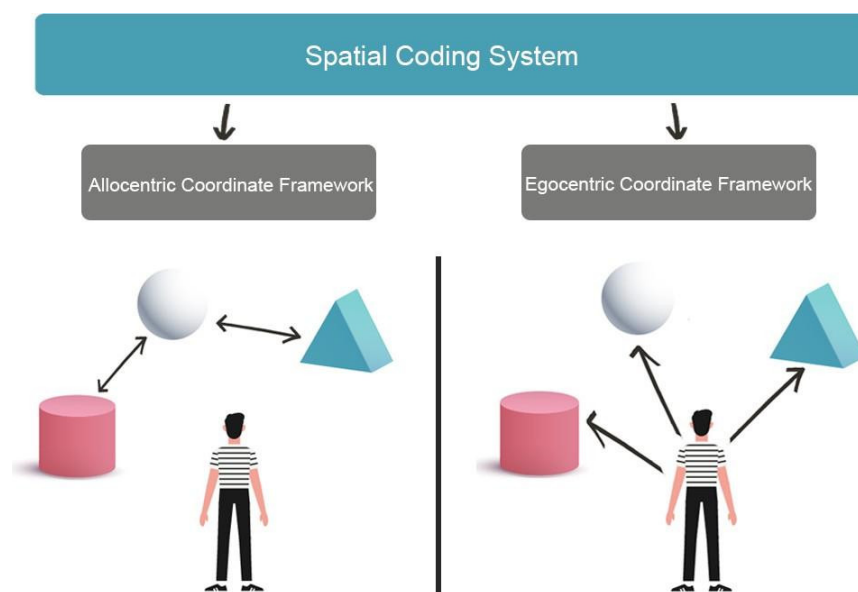 Spatial Coding System
Allocentric Coordinate Framework
Egocentric Coordinate Framework